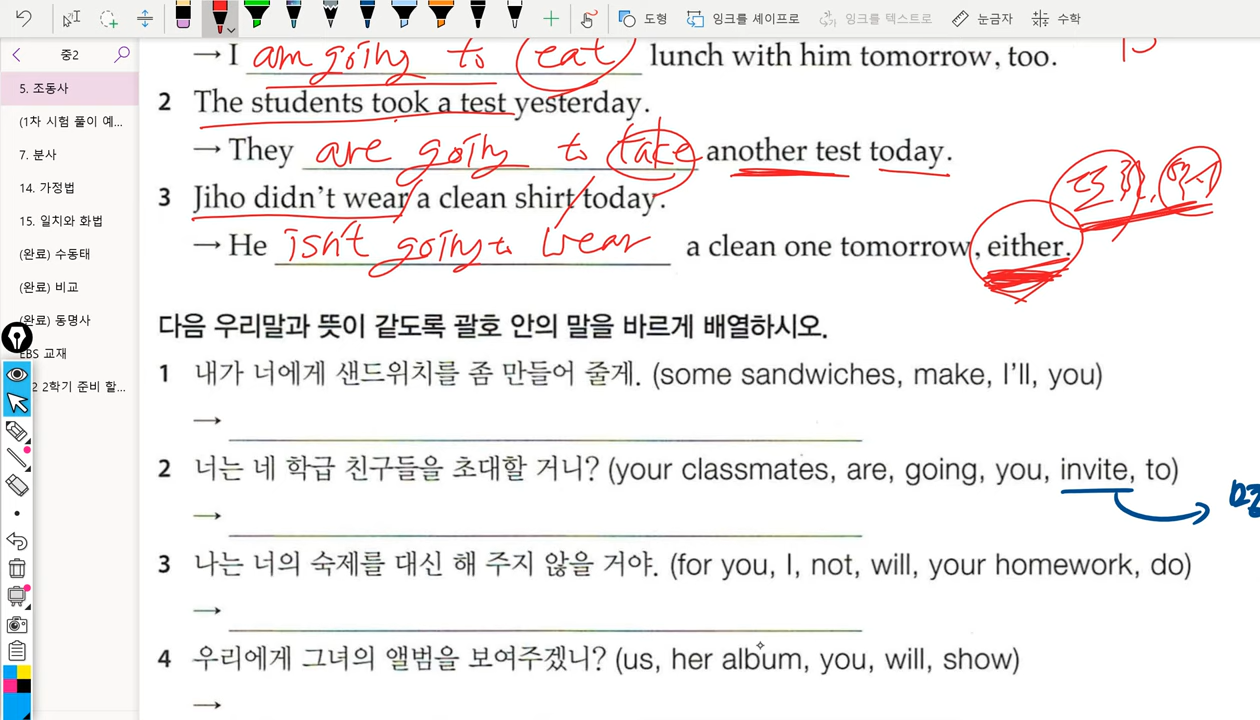 도형 잉크를 셰이프로 잉크를 텍스트로 눈금자 수학
중2
5. 조동사
(1차 시험 풀이 예...
7. 분사
14. 가정법
15. 일치와 화법
(완료) 수동태
(완료) 비교
(완료) 동명사
EBS 교재
2 2학기 준비 할...
→ I am going to eat lunch with him tomorrow, too.
2 The students took a test yesterday.
→ They are going to take another test today.
3 Jiho didn't wear a clean shirt today.
→ He isn't going to wear a clean one tomorrow, either.
다음 우리말과 뜻이 같도록 괄호 안의 말을 바르게 배열하시오.
1 내가 너에게 샌드위치를 좀 만들어 줄게. (some sandwiches, make, I'll, you)
→
2 너는 네 학급 친구들을 초대할 거니? (your classmates, are, going, you, invite, to)
→
3 나는 너의 숙제를 대신 해 주지 않을 거야. (for you, I, not, will, your homework, do)
→
4 우리에게 그녀의 앨범을 보여주겠니? (us, her album, you, will, show)
→